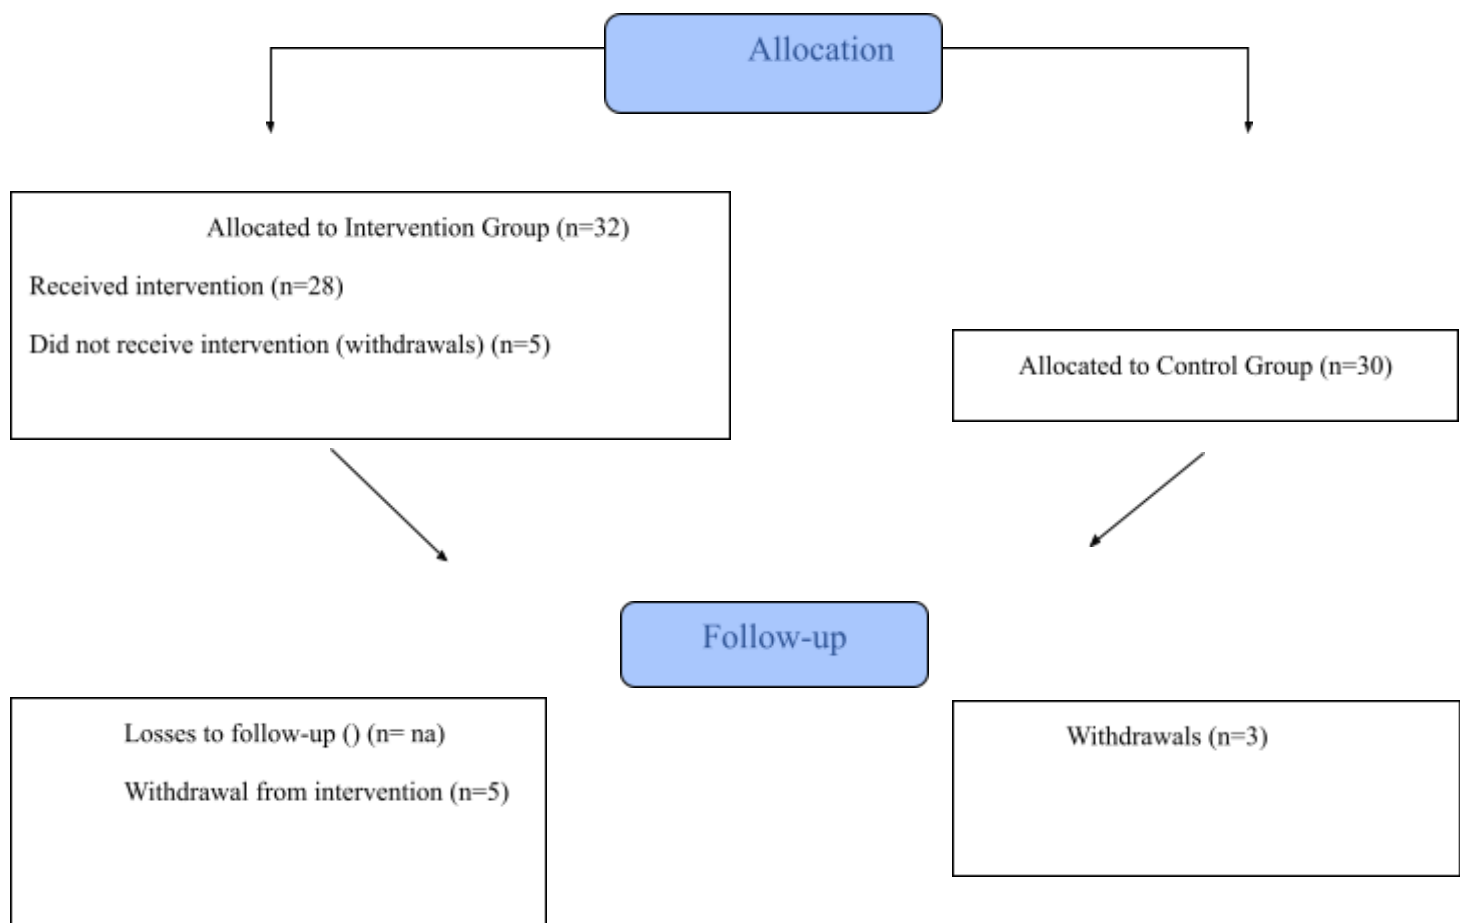 Allocation
Allocated to Intervention Group (n=32)
Received intervention (n=28)
Did not receive intervention (withdrawals) (n=5)
Allocated to Control Group (n=30)
Follow-up
Losses to follow-up () (n= na)
Withdrawal from intervention (n=5)
Withdrawals (n=3)